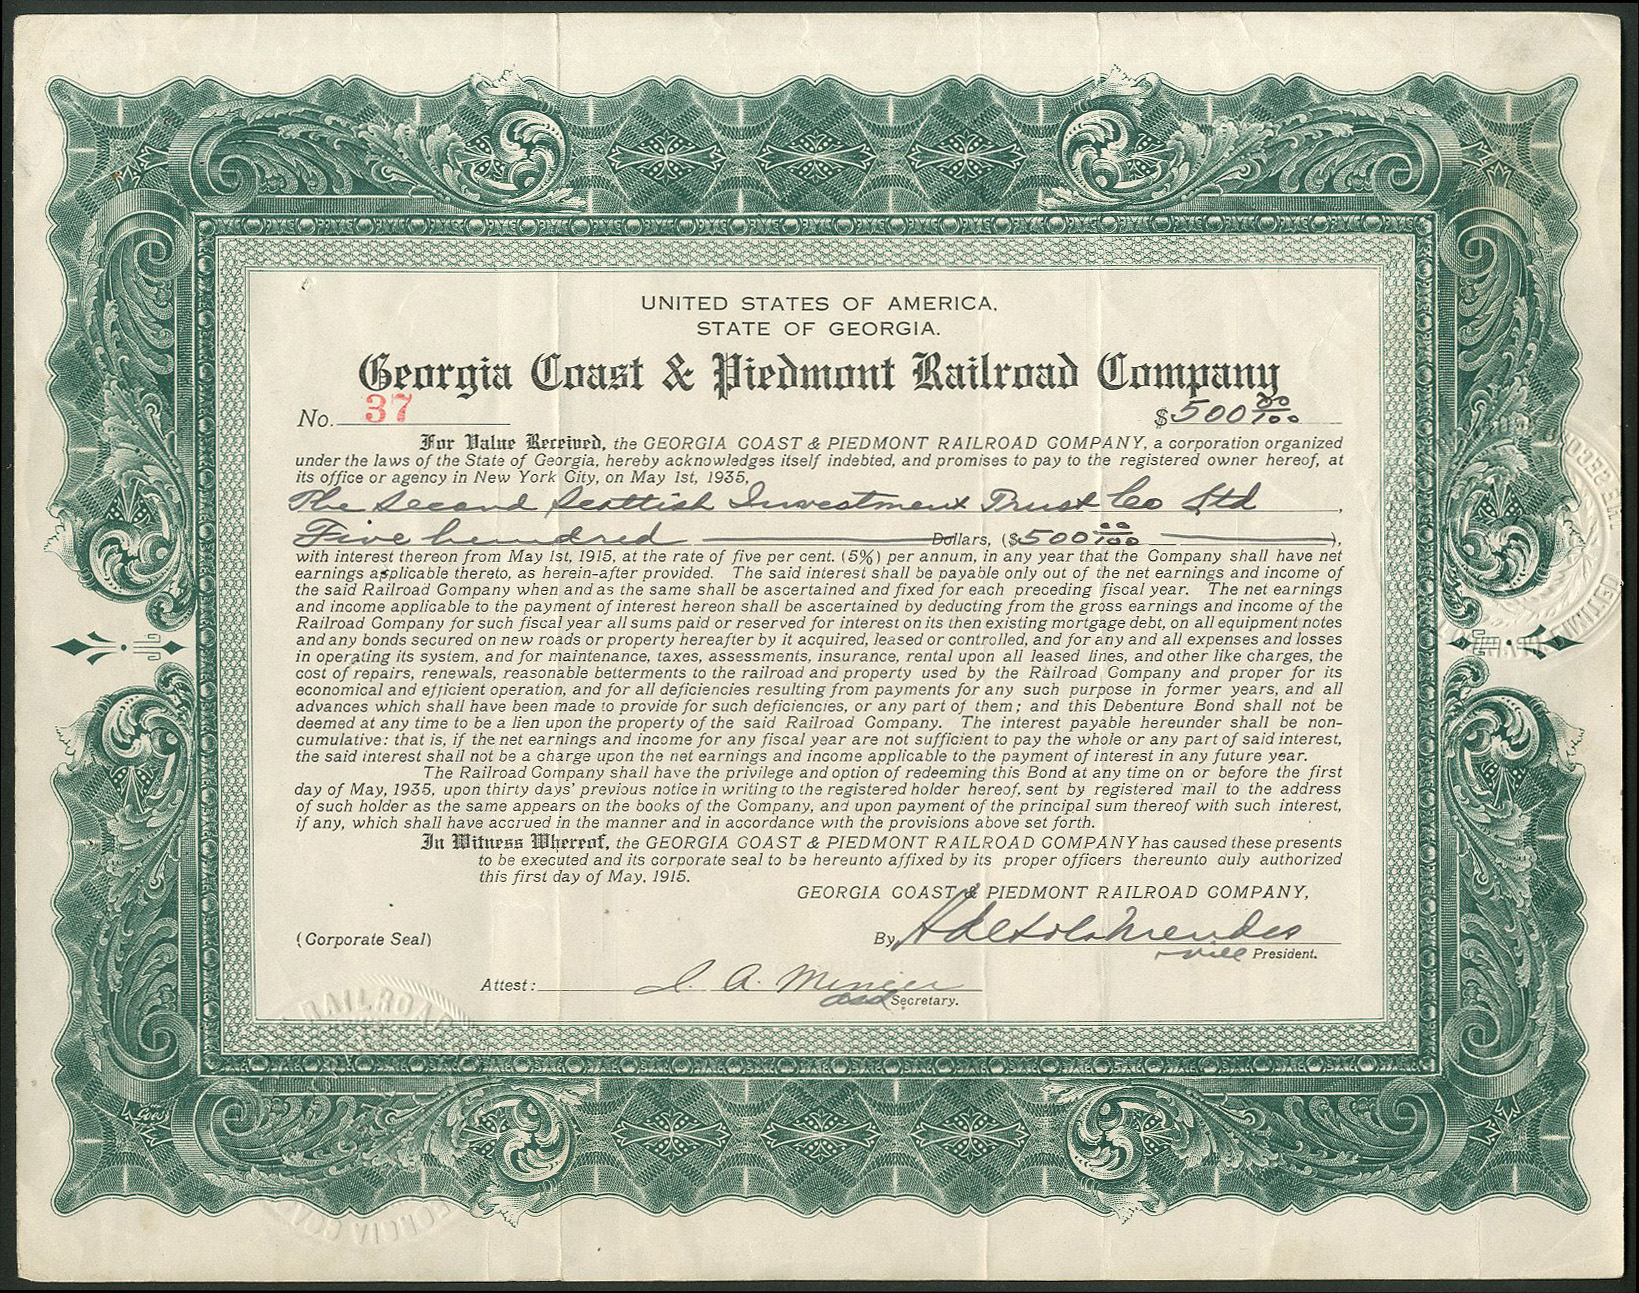 UNITED STATES OF AMERICA.
STATE OF GEORGIA.
Georgia Coast & Piedmont Railroad Company
No. 37 $500 00/100
For Value Received, the GEORGIA COAST & PIEDMONT RAILROAD COMPANY, a corporation organized
under the laws of the State of Georgia, hereby acknowledges itself indebted, and promises to pay to the registered owner hereof, at
its office or agency in New York City, on May 1st, 1935,
The Second Scottish Investment Trust Co Ltd,
Five hundred Dollars, ($500 00/100),
with interest thereon from May 1st, 1915, at the rate of five per cent. (5%) per annum, in any year that the Company shall have net
earnings applicable thereto, as herein-after provided. The said interest shall be payable only out of the net earnings and income of
the said Railroad Company when and as the same shall be ascertained and fixed for each preceding fiscal year. The net earnings
and income applicable to the payment of interest hereon shall be ascertained by deducting from the gross earnings and income of the
Railroad Company for such fiscal year all sums paid or reserved for interest on its then existing mortgage debt, on all equipment notes
and any bonds secured on new roads or property hereafter by it acquired, leased or controlled, and for any and all expenses and losses
in operating its system, and for maintenance, taxes, assessments, insurance, rental upon all leased lines, and other like charges, the
cost of repairs, renewals, reasonable betterments to the railroad and property used by the Railroad Company and proper for its
economical and efficient operation, and for all deficiencies resulting from payments for any such purpose in former years, and all
advances which shall have been made to provide for such deficiencies, or any part of them; and this Debenture Bond shall not be
deemed at any time to be a lien upon the property of the said Railroad Company. The interest payable hereunder shall be non-
cumulative: that is, if the net earnings and income for any fiscal year are not sufficient to pay the whole or any part of said interest,
the said interest shall not be a charge upon the net earnings and income applicable to the payment of interest in any future year.
The Railroad Company shall have the privilege and option of redeeming this Bond at any time on or before the first
day of May, 1935, upon thirty days' previous notice in writing to the registered holder hereof, sent by registered mail to the address
of such holder as the same appears on the books of the Company, and upon payment of the principal sum thereof with such interest,
if any, which shall have accrued in the manner and in accordance with the provisions above set forth.
In Witness Whereof, the GEORGIA COAST & PIEDMONT RAILROAD COMPANY has caused these presents
to be executed and its corporate seal to be hereunto affixed by its proper officers thereunto duly authorized
this first day of May, 1915.
GEORGIA COAST & PIEDMONT RAILROAD COMPANY,
(Corporate Seal) By H de Sola Mendes
Vice President.
Attest:
Asst Secretary.
RAILROAD